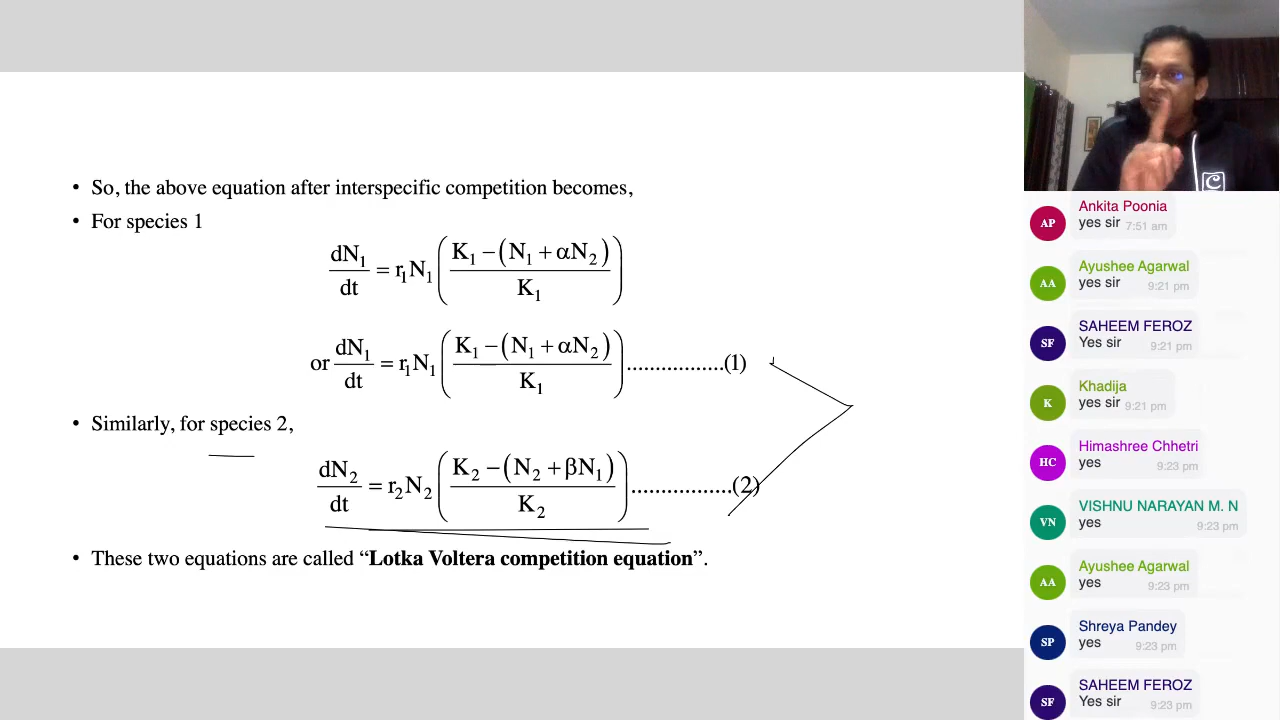 • So, the above equation after interspecific competition becomes,
• For species 1
dN₁/dt = r₁N₁ ( (K₁ − (N₁ + αN₂)) / K₁ )
or dN₁/dt = r₁N₁ ( (K₁ − (N₁ + αN₂)) / K₁ ) .................(1)
• Similarly, for species 2,
dN₂/dt = r₂N₂ ( (K₂ − (N₂ + βN₁)) / K₂ ) .................(2)
• These two equations are called “Lotka Voltera competition equation”.
C
AP
Ankita Poonia
yes sir 7:51 am
AA
Ayushee Agarwal
yes sir 9:21 pm
SF
SAHEEM FEROZ
Yes sir 9:21 pm
K
Khadija
yes sir 9:21 pm
HC
Himashree Chhetri
yes 9:23 pm
VN
VISHNU NARAYAN M. N
yes 9:23 pm
AA
Ayushee Agarwal
yes 9:23 pm
SP
Shreya Pandey
yes 9:23 pm
SF
SAHEEM FEROZ
Yes sir 9:23 pm